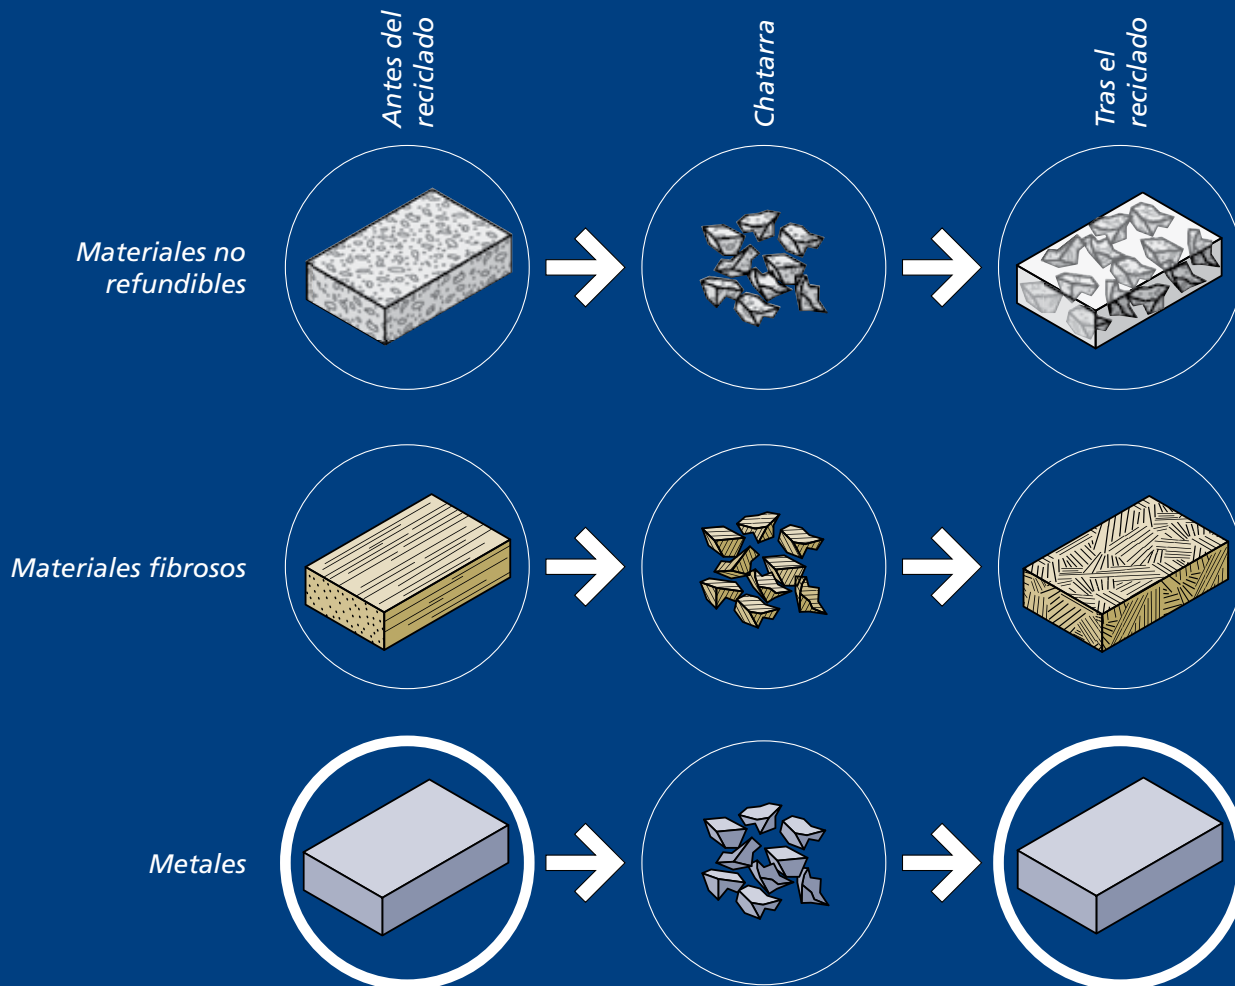 Antes del
reciclado
Chatarra
Tras el
reciclado
Materiales no
refundibles
Materiales fibrosos
Metales